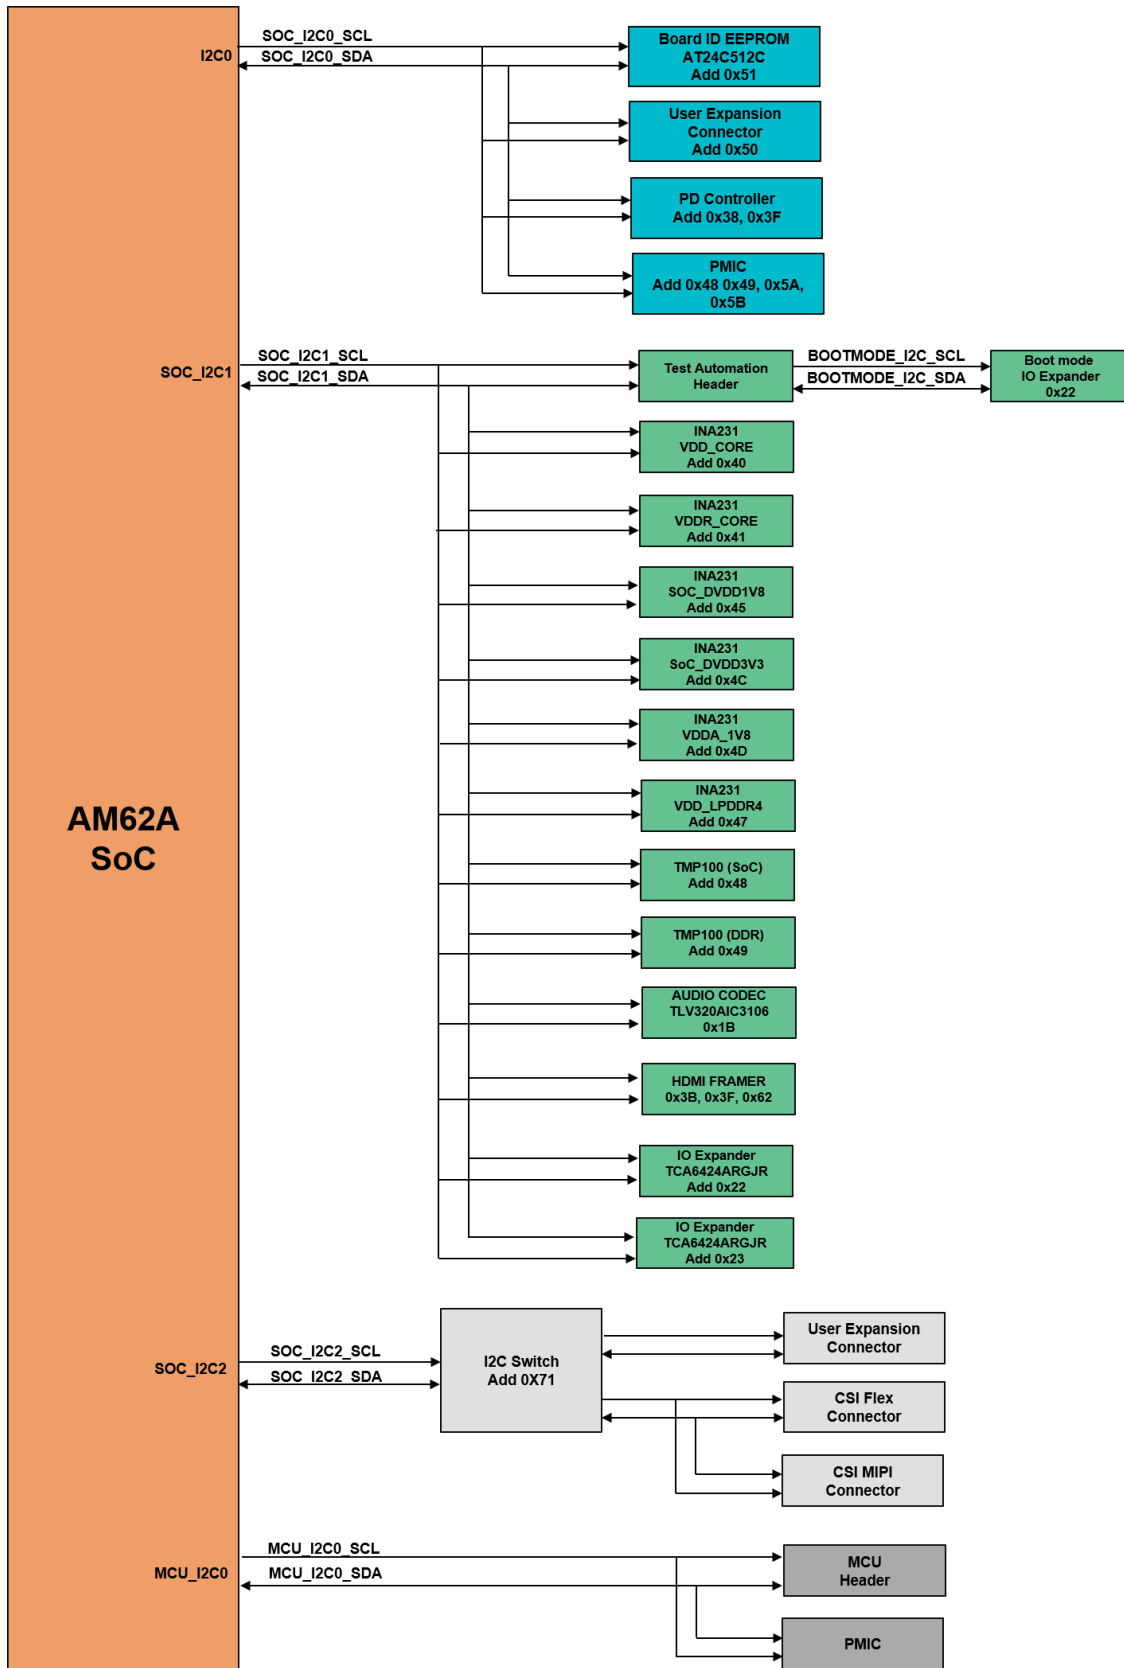 AM62A
SoC
I2C0
SOC_I2C0_SCL
SOC_I2C0_SDA
Board ID EEPROM
AT24C512C
Add 0x51
User Expansion
Connector
Add 0x50
PD Controller
Add 0x38, 0x3F
PMIC
Add 0x48 0x49, 0x5A,
0x5B
SOC_I2C1
SOC_I2C1_SCL
SOC_I2C1_SDA
Test Automation
Header
BOOTMODE_I2C_SCL
BOOTMODE_I2C_SDA
Boot mode
IO Expander
0x22
INA231
VDD_CORE
Add 0x40
INA231
VDDR_CORE
Add 0x41
INA231
SOC_DVDD1V8
Add 0x45
INA231
SoC_DVDD3V3
Add 0x4C
INA231
VDDA_1V8
Add 0x4D
INA231
VDD_LPDDR4
Add 0x47
TMP100 (SoC)
Add 0x48
TMP100 (DDR)
Add 0x49
AUDIO CODEC
TLV320AIC3106
0x1B
HDMI FRAMER
0x3B, 0x3F, 0x62
IO Expander
TCA6424ARGJR
Add 0x22
IO Expander
TCA6424ARGJR
Add 0x23
SOC_I2C2
SOC_I2C2_SCL
SOC_I2C2_SDA
I2C Switch
Add 0X71
User Expansion
Connector
CSI Flex
Connector
CSI MIPI
Connector
MCU_I2C0
MCU_I2C0_SCL
MCU_I2C0_SDA
MCU
Header
PMIC